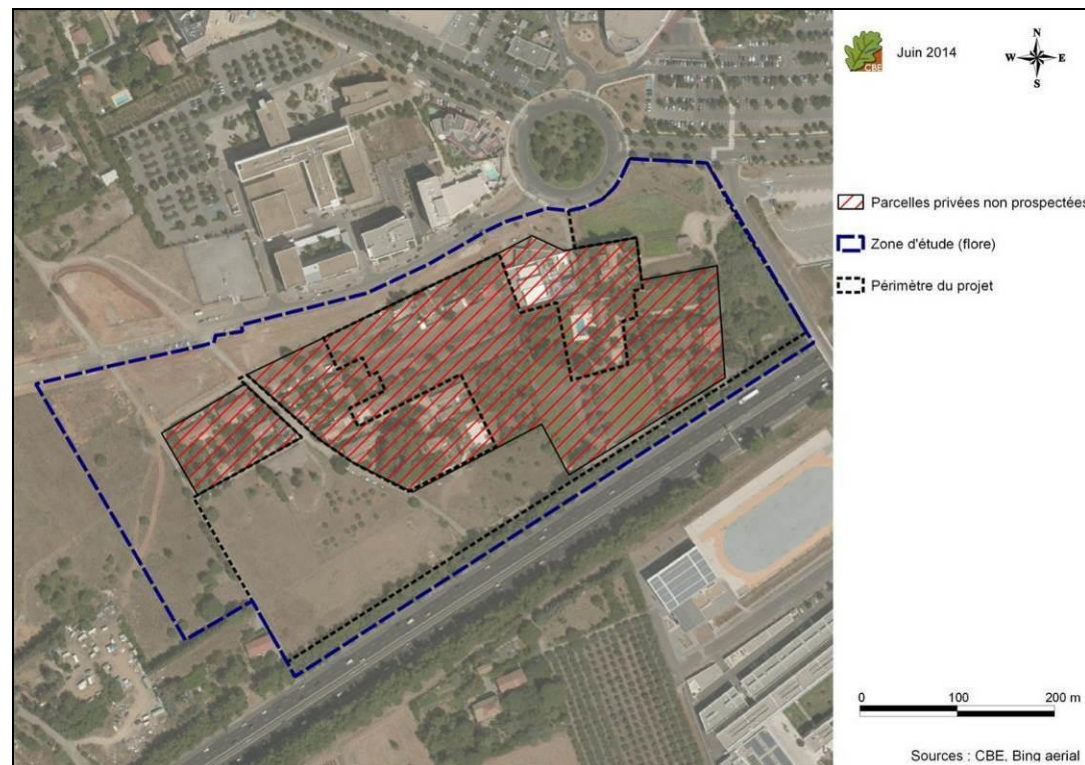 CBE
Juin 2014
N
W E
S
Parcelles privées non prospectées
Zone d'étude (flore)
Périmètre du projet
0 100 200 m
Sources : CBE, Bing aerial